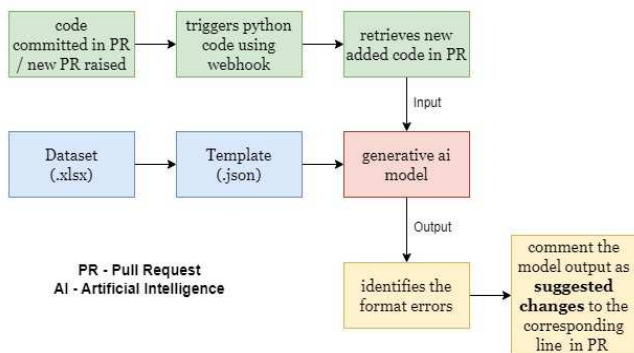 code
committed in PR
/ new PR raised
triggers python
code using
webhook
retrieves new
added code in PR
Input
Dataset
(.xlsx)
Template
(.json)
generative ai
model
Output
PR - Pull Request
AI - Artificial Intelligence
identifies the
format errors
comment the
model output as
suggested
changes to the
corresponding
line in PR